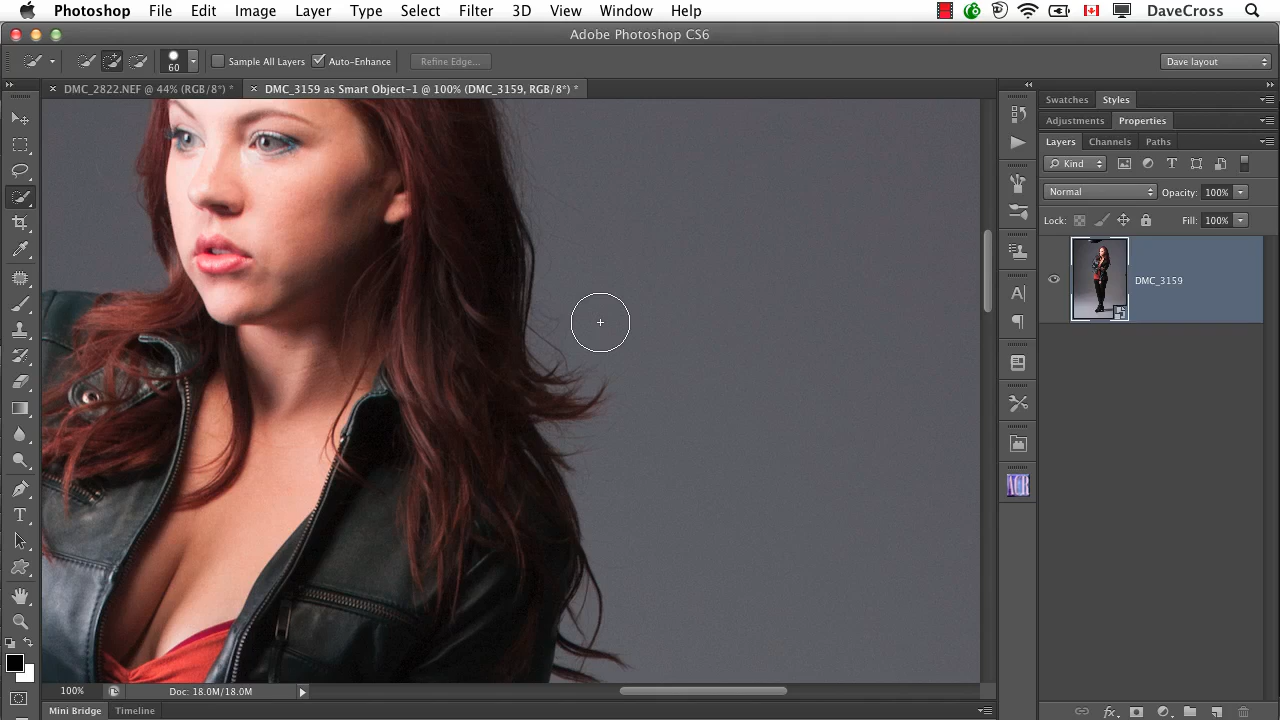 Photoshop File Edit Image Layer Type Select Filter 3D View Window Help DaveCross
Adobe Photoshop CS6
60 Sample All Layers Auto-Enhance Refine Edge... Dave layout
× DMC_2822.NEF @ 44% (RGB/8*) * × DMC_3159 as Smart Object-1 @ 100% (DMC_3159, RGB/8*) *
Swatches Styles
Adjustments Properties
Layers Channels Paths
Kind T
Normal Opacity: 100%
Lock: Fill: 100%
DMC_3159
A
ACR
T
100% Doc: 18.0M/18.0M
Mini Bridge Timeline
fx